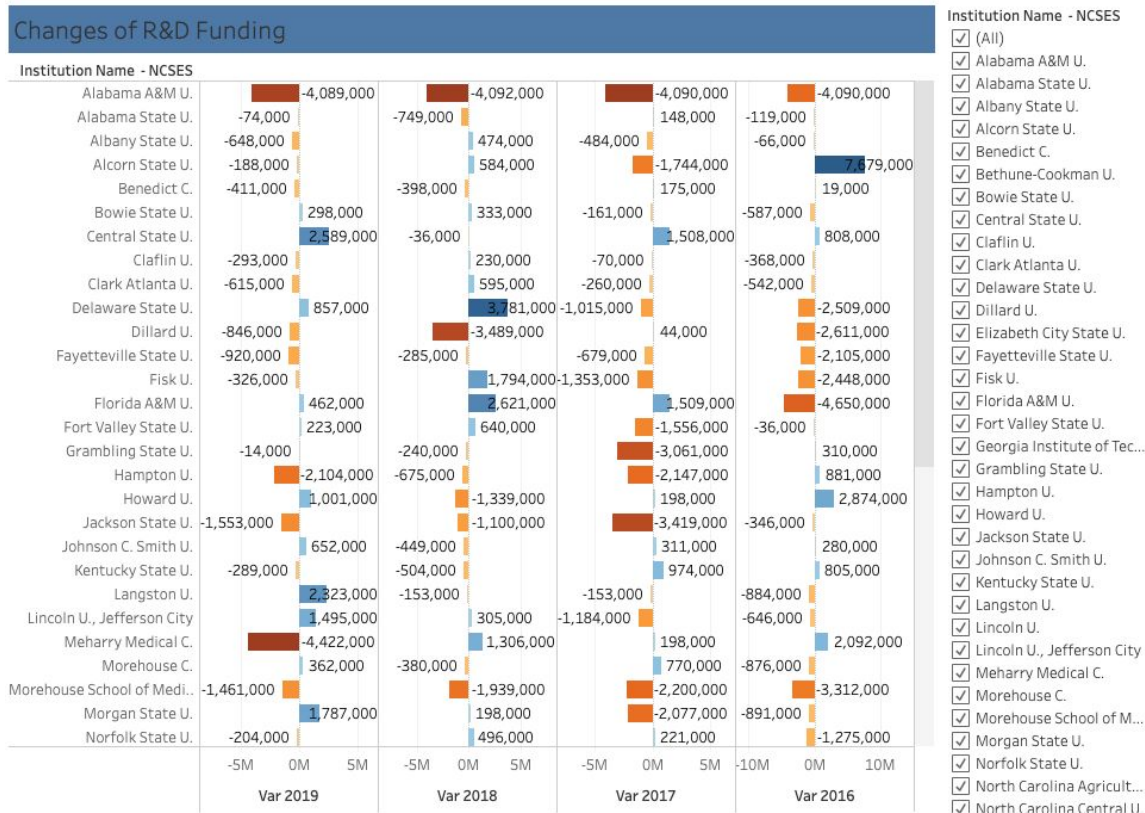 Changes of R&D Funding
Institution Name - NCSES
Alabama A&M U. -4,089,000 -4,092,000 -4,090,000 -4,090,000
Alabama State U. -74,000 -749,000 148,000 -119,000
Albany State U. -648,000 474,000 -484,000 -66,000
Alcorn State U. -188,000 584,000 -1,744,000 7,679,000
Benedict C. -411,000 -398,000 175,000 19,000
Bowie State U. 298,000 333,000 -161,000 -587,000
Central State U. 2,589,000 -36,000 1,508,000 808,000
Claflin U. -293,000 230,000 -70,000 -368,000
Clark Atlanta U. -615,000 595,000 -260,000 -542,000
Delaware State U. 857,000 3,781,000 -1,015,000 -2,509,000
Dillard U. -846,000 -3,489,000 44,000 -2,611,000
Fayetteville State U. -920,000 -285,000 -679,000 -2,105,000
Fisk U. -326,000 1,794,000 -1,353,000 -2,448,000
Florida A&M U. 462,000 2,621,000 1,509,000 -4,650,000
Fort Valley State U. 223,000 640,000 -1,556,000 -36,000
Grambling State U. -14,000 -240,000 -3,061,000 310,000
Hampton U. -2,104,000 -675,000 -2,147,000 881,000
Howard U. 1,001,000 -1,339,000 198,000 2,874,000
Jackson State U. -1,553,000 -1,100,000 -3,419,000 -346,000
Johnson C. Smith U. 652,000 -449,000 311,000 280,000
Kentucky State U. -289,000 -504,000 974,000 805,000
Langston U. 2,323,000 -153,000 -153,000 -884,000
Lincoln U., Jefferson City 1,495,000 305,000 -1,184,000 -646,000
Meharry Medical C. -4,422,000 1,306,000 198,000 2,092,000
Morehouse C. 362,000 -380,000 770,000 -876,000
Morehouse School of Medi.. -1,461,000 -1,939,000 -2,200,000 -3,312,000
Morgan State U. 1,787,000 198,000 -2,077,000 -891,000
Norfolk State U. -204,000 496,000 221,000 -1,275,000
-5M 0M 5M -5M 0M 5M -5M 0M 5M -10M 0M 10M
Var 2019 Var 2018 Var 2017 Var 2016
Institution Name - NCSES
(All)
Alabama A&M U.
Alabama State U.
Albany State U.
Alcorn State U.
Benedict C.
Bethune-Cookman U.
Bowie State U.
Central State U.
Claflin U.
Clark Atlanta U.
Delaware State U.
Dillard U.
Elizabeth City State U.
Fayetteville State U.
Fisk U.
Florida A&M U.
Fort Valley State U.
Georgia Institute of Tec...
Grambling State U.
Hampton U.
Howard U.
Jackson State U.
Johnson C. Smith U.
Kentucky State U.
Langston U.
Lincoln U.
Lincoln U., Jefferson City
Meharry Medical C.
Morehouse C.
Morehouse School of M...
Morgan State U.
Norfolk State U.
North Carolina Agricult...
North Carolina Central U.